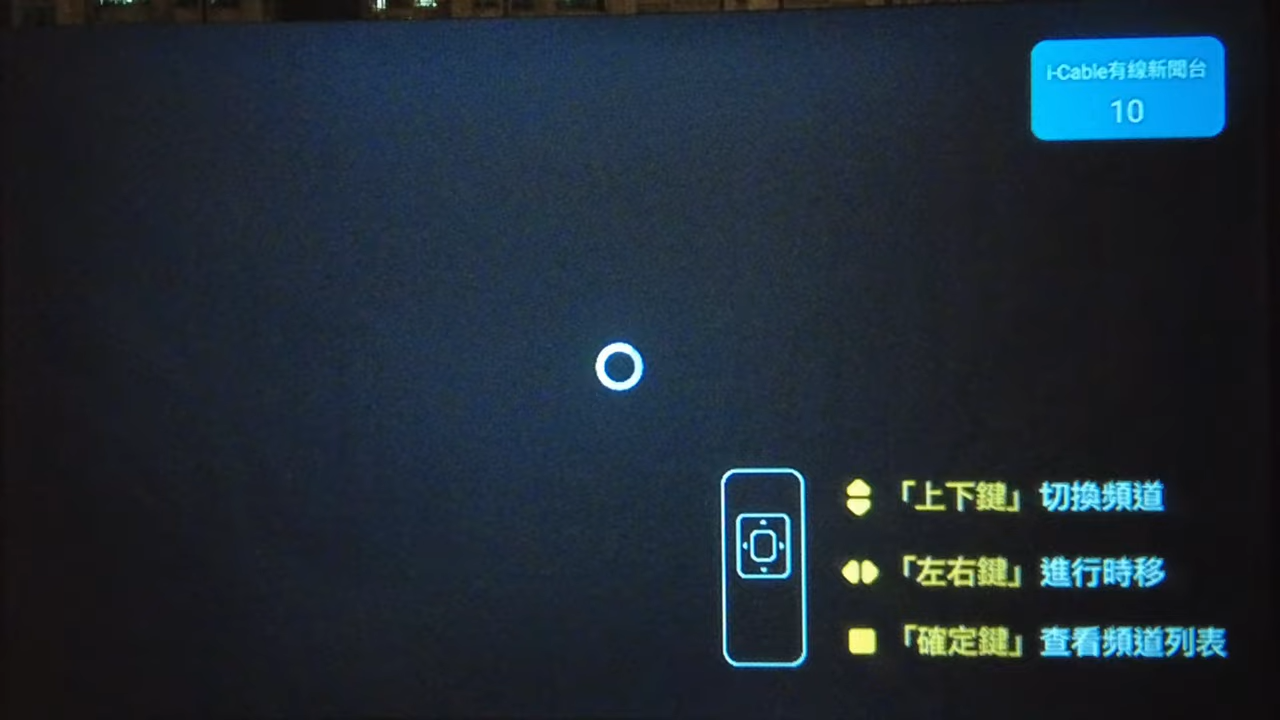 i-Cable有線新聞台
10
「上下鍵」 切換頻道
「左右鍵」 進行時移
「確定鍵」 查看頻道列表